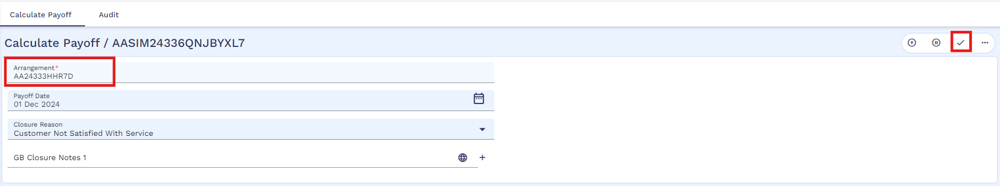 Calculate Payoff Audit
Calculate Payoff / AASIM24336QNJBYXL7
Arrangement*
AA24333HHR7D
Payoff Date
01 Dec 2024
Closure Reason
Customer Not Satisfied With Service
GB Closure Notes 1